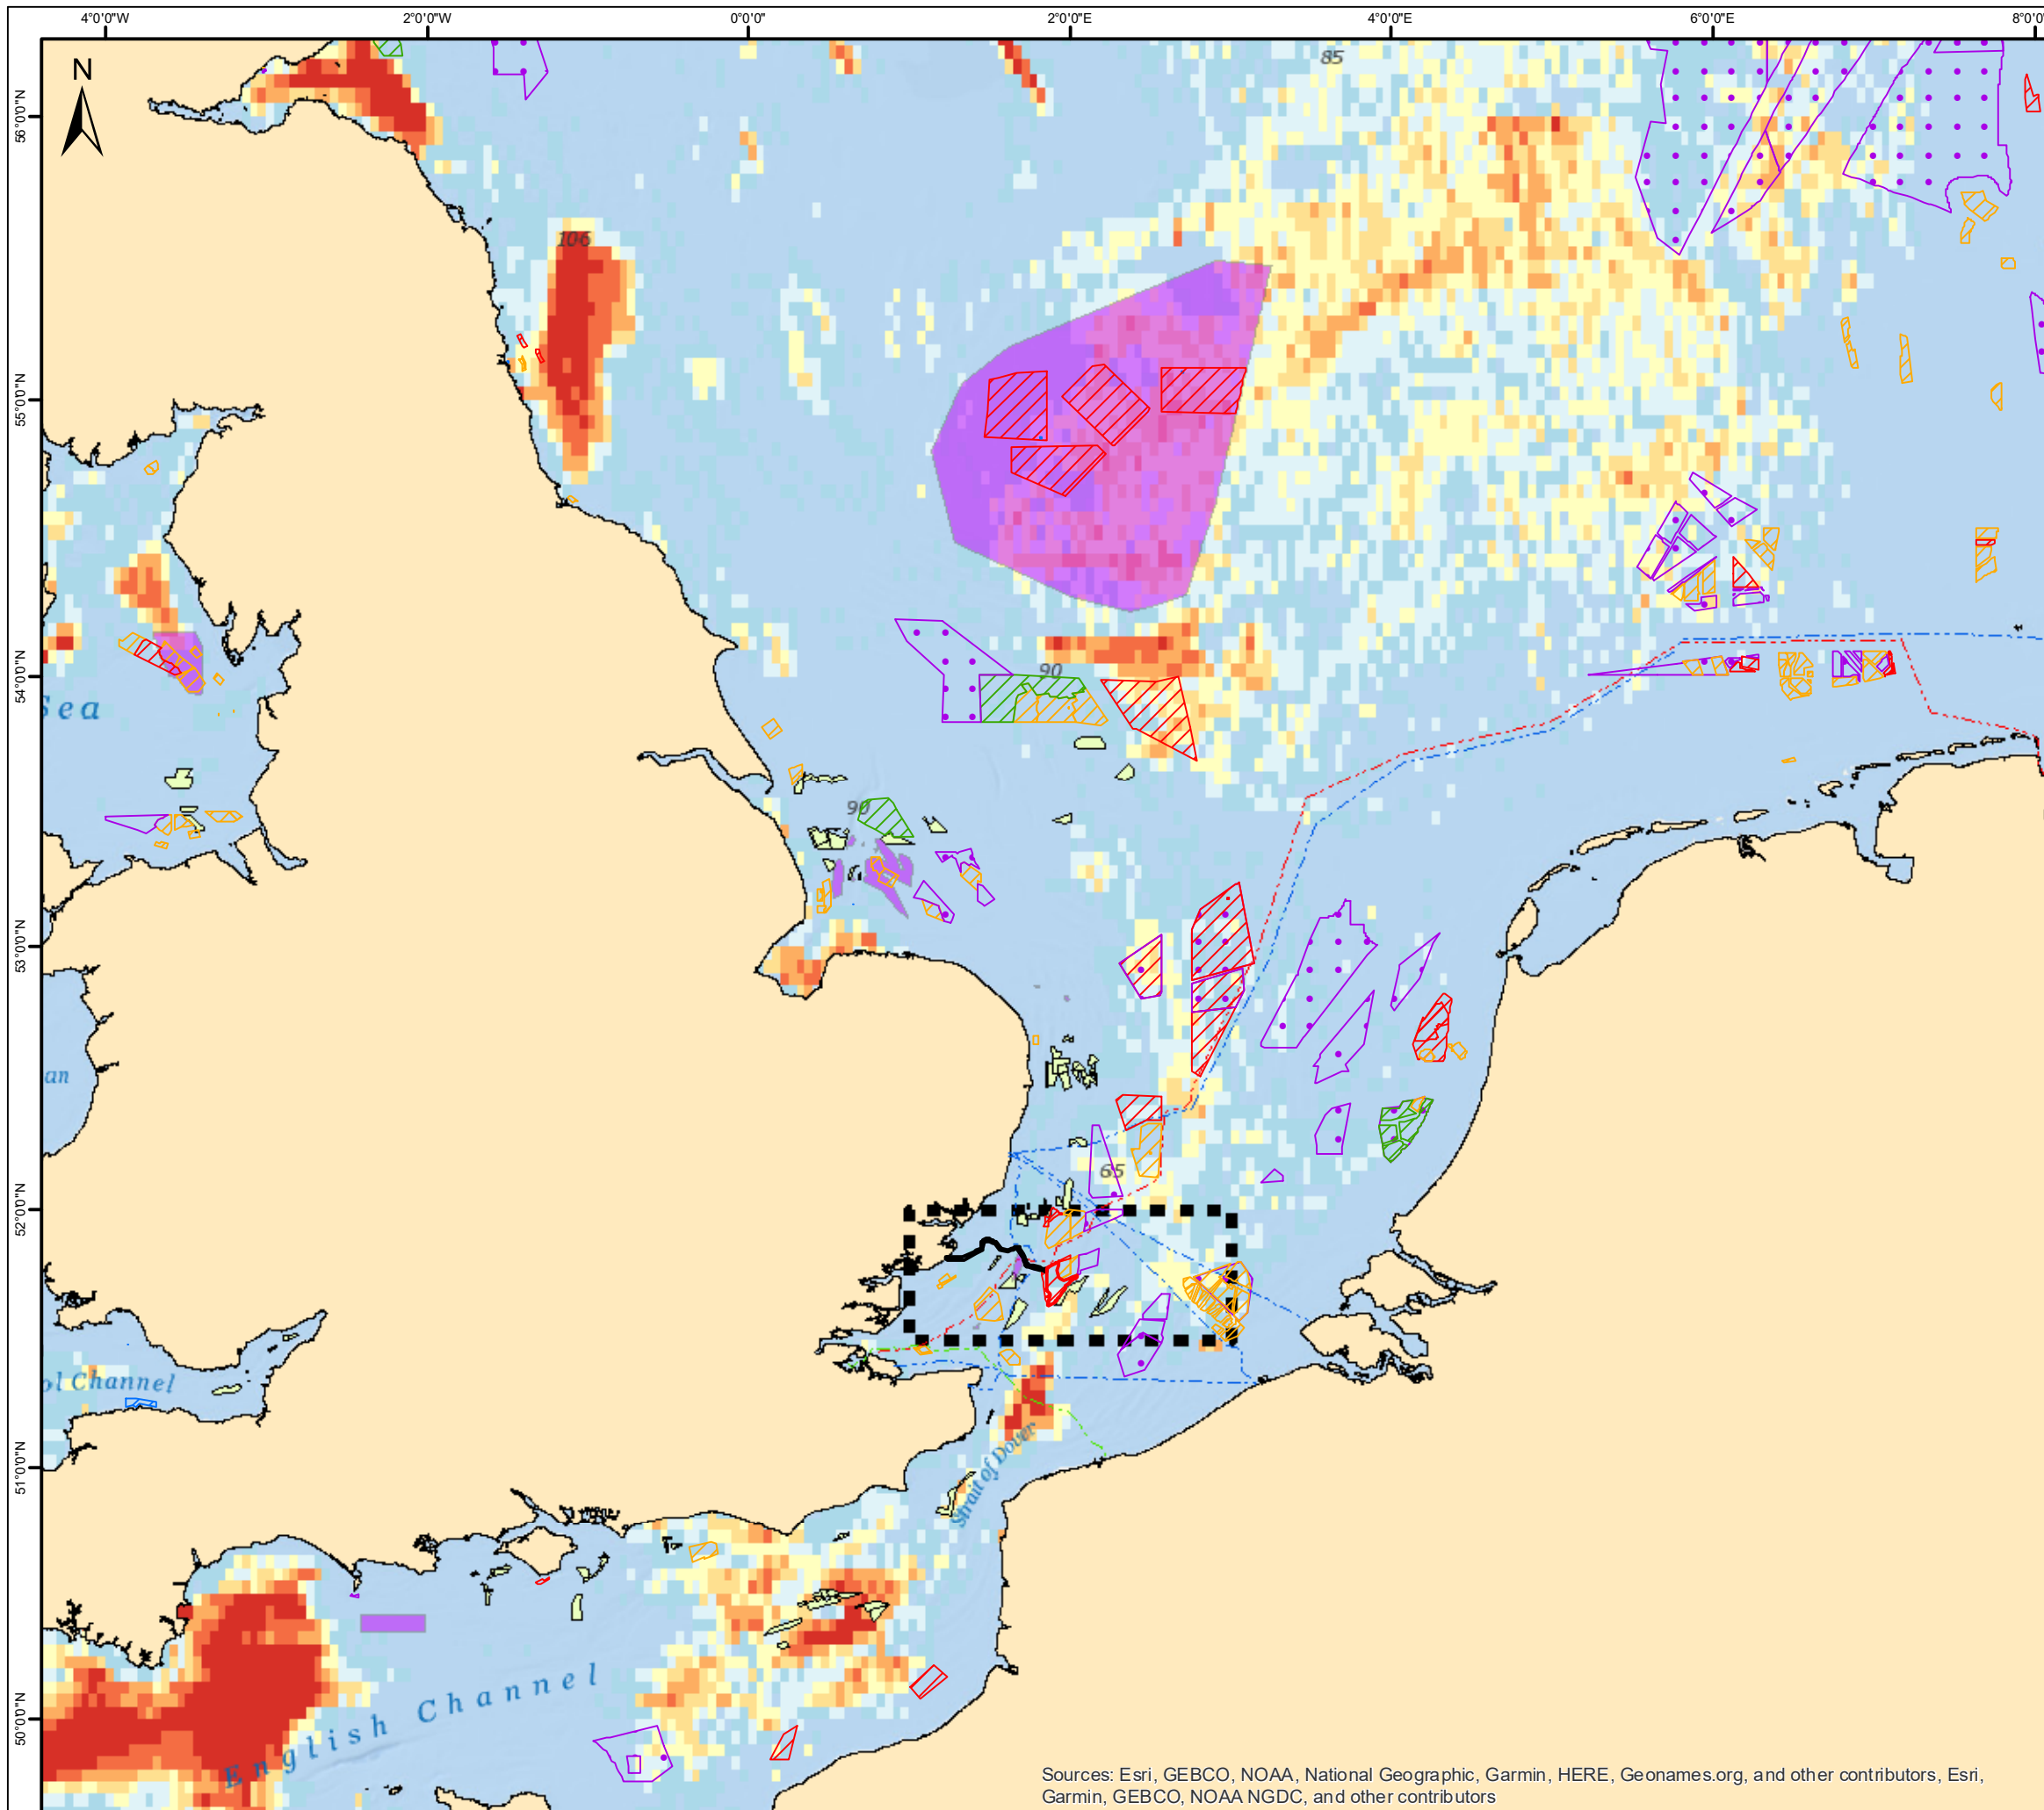 4°0'0"W 2°0'0"W 0°0'0" 2°0'0"E 4°0'0"E 6°0'0"E 8°0'0
N
85
56°0'0"N
106
55°0'0"N
90
54°0'0"N
Sea
90
53°0'0"N
an
65
52°0'0"N
ol Channel
51°0'0"N
Strait of Dover
English Channel
50°0'0"N
Sources: Esri, GEBCO, NOAA, National Geographic, Garmin, HERE, Geonames.org, and other contributors, Esri,
Garmin, GEBCO, NOAA NGDC, and other contributors